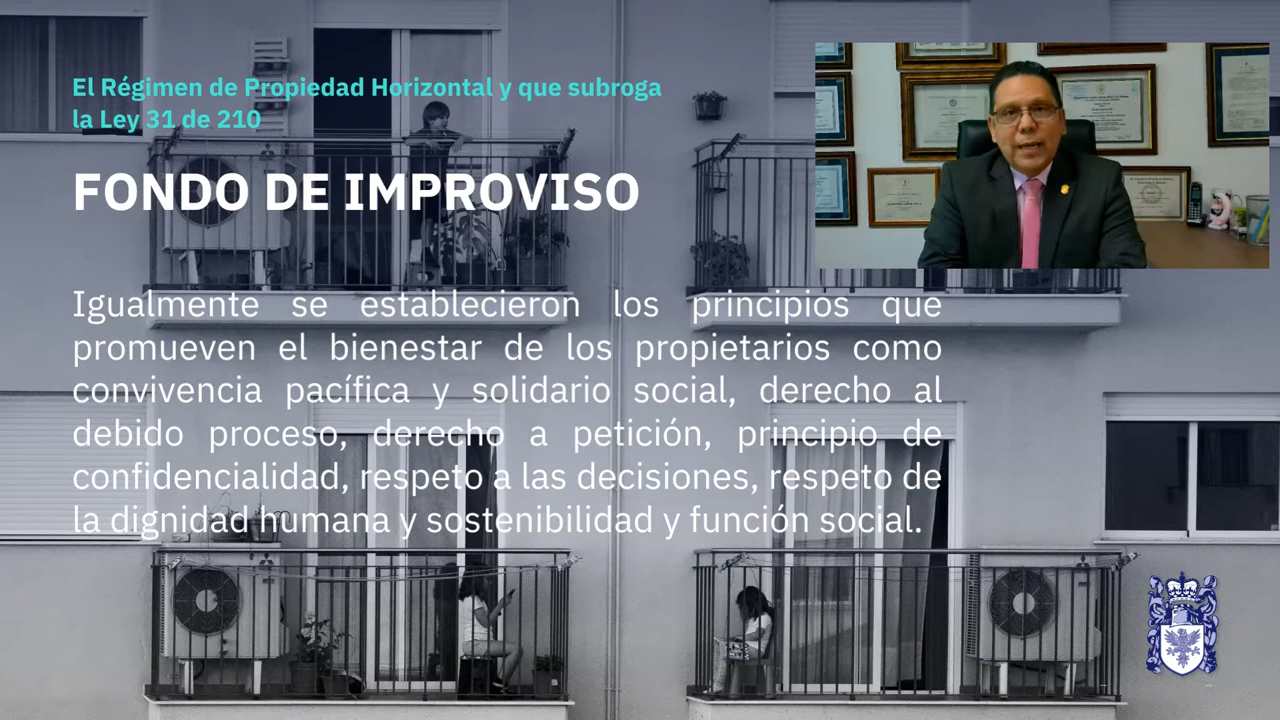 El Régimen de Propiedad Horizontal y que subroga
la Ley 31 de 210
FONDO DE IMPROVISO
Igualmente se establecieron los principios que
promueven el bienestar de los propietarios como
convivencia pacífica y solidario social, derecho al
debido proceso, derecho a petición, principio de
confidencialidad, respeto a las decisiones, respeto de
la dignidad humana y sostenibilidad y función social.